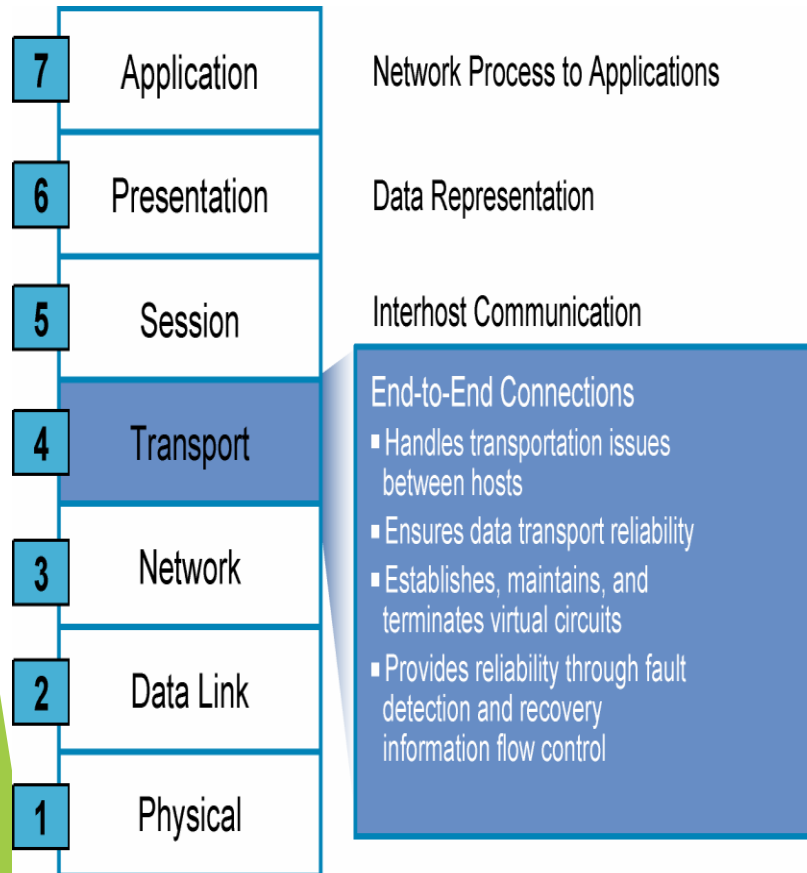 7 Application Network Process to Applications
6 Presentation Data Representation
5 Session Interhost Communication
4 Transport
End-to-End Connections
▪ Handles transportation issues
between hosts
▪ Ensures data transport reliability
▪ Establishes, maintains, and
terminates virtual circuits
▪ Provides reliability through fault
detection and recovery
information flow control
3 Network
2 Data Link
1 Physical